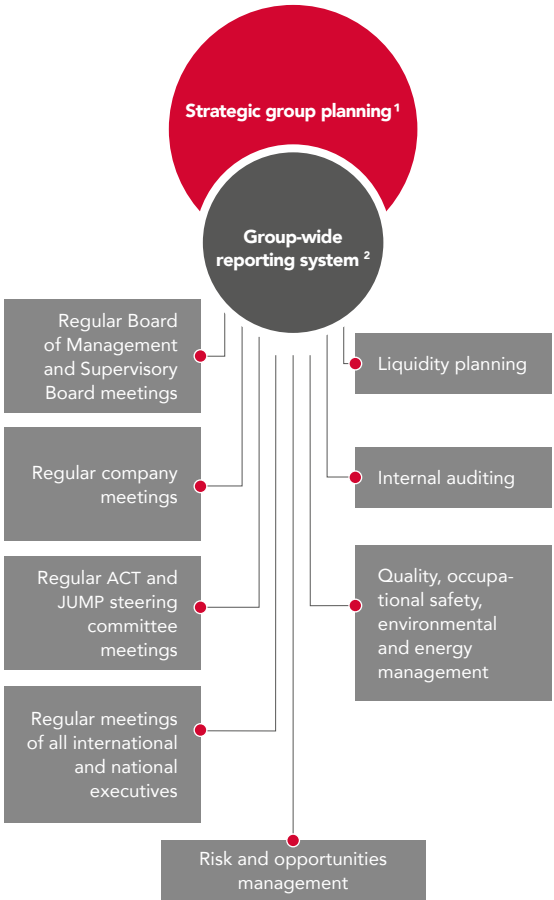 Strategic group planning 1
Group-wide
reporting system 2
Regular Board
of Management
and Supervisory
Board meetings
Regular company
meetings
Regular ACT and
JUMP steering
committee
meetings
Regular meetings
of all international
and national
executives
Liquidity planning
Internal auditing
Quality, occupa-
tional safety,
environmental
and energy
management
Risk and opportunities
management